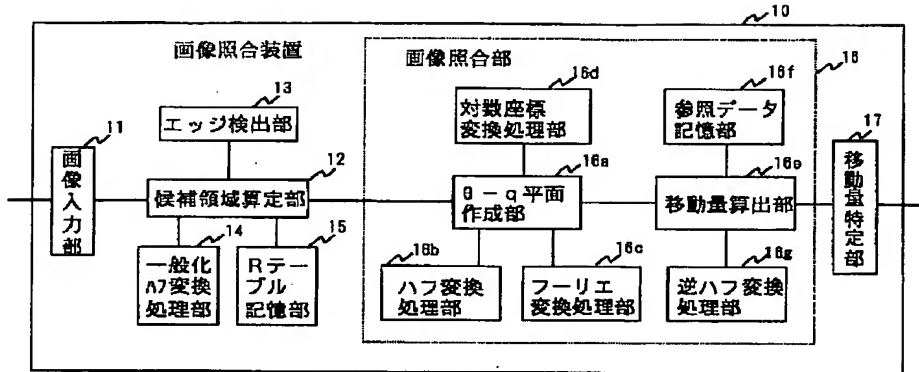 10
画像照合装置
画像照合部
16
13
エッジ検出部
16d
対数座標
変換処理部
16f
参照データ
記憶部
11
画像入力部
12
候補領域算定部
16a
θ－q平面
作成部
16e
移動量算出部
17
移動量特定部
14
一般化
ﾊﾌ変換
処理部
15
Rテー
ブル
記憶部
16b
ハフ変換
処理部
16c
フーリエ
変換処理部
16g
逆ハフ変換
処理部